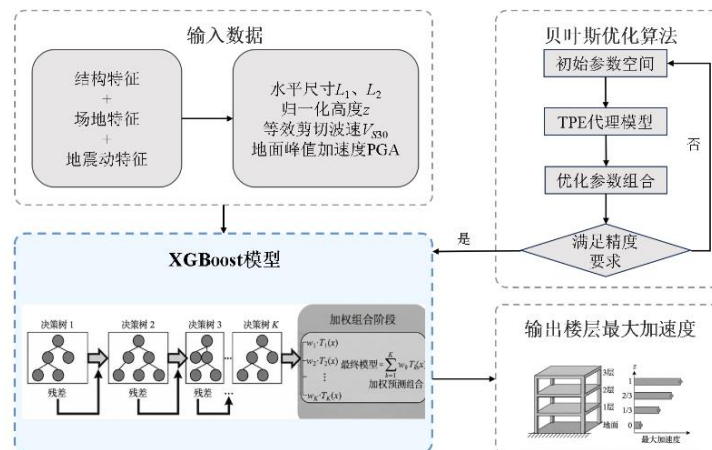 输入数据
结构特征
+
场地特征
+
地震动特征
水平尺寸L₁、L₂
归一化高度z
等效剪切波速V_S30
地面峰值加速度PGA
贝叶斯优化算法
初始参数空间
TPE代理模型
优化参数组合
满足精度
要求
否
是
XGBoost模型
决策树 1
决策树 2
决策树 3
...
决策树 K
残差
残差
残差
...
加权组合阶段
w₁·T₁(x)
w₂·T₂(x)
⋮
w_K·T_K(x)
最终模型=∑_{k=1}^{K} w_k T_k(x)
加权预测组合
输出楼层最大加速度
3层
2层
1层
地面
z
1
2/3
1/3
0
最大加速度